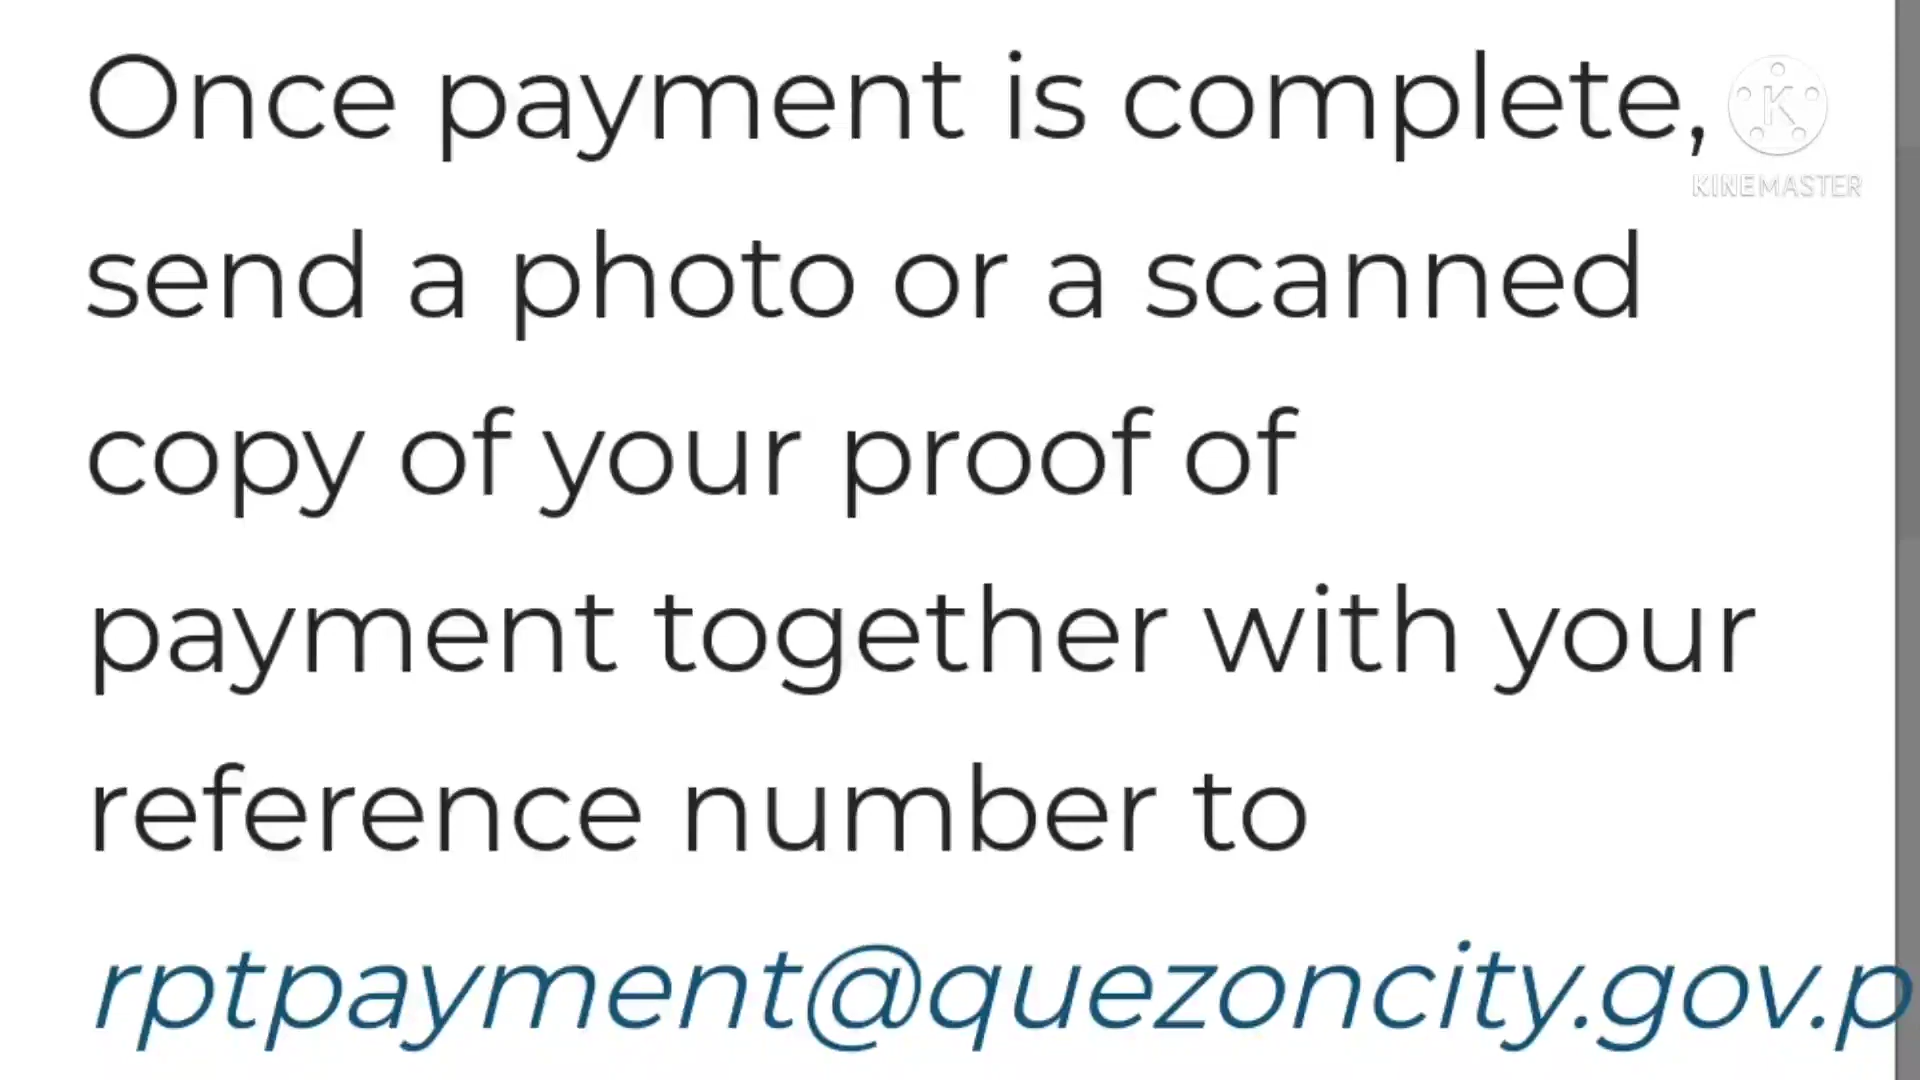 Once payment is complete,
KINEMASTER
send a photo or a scanned
copy of your proof of
payment together with your
reference number to
rptpayment@quezoncity.gov.p